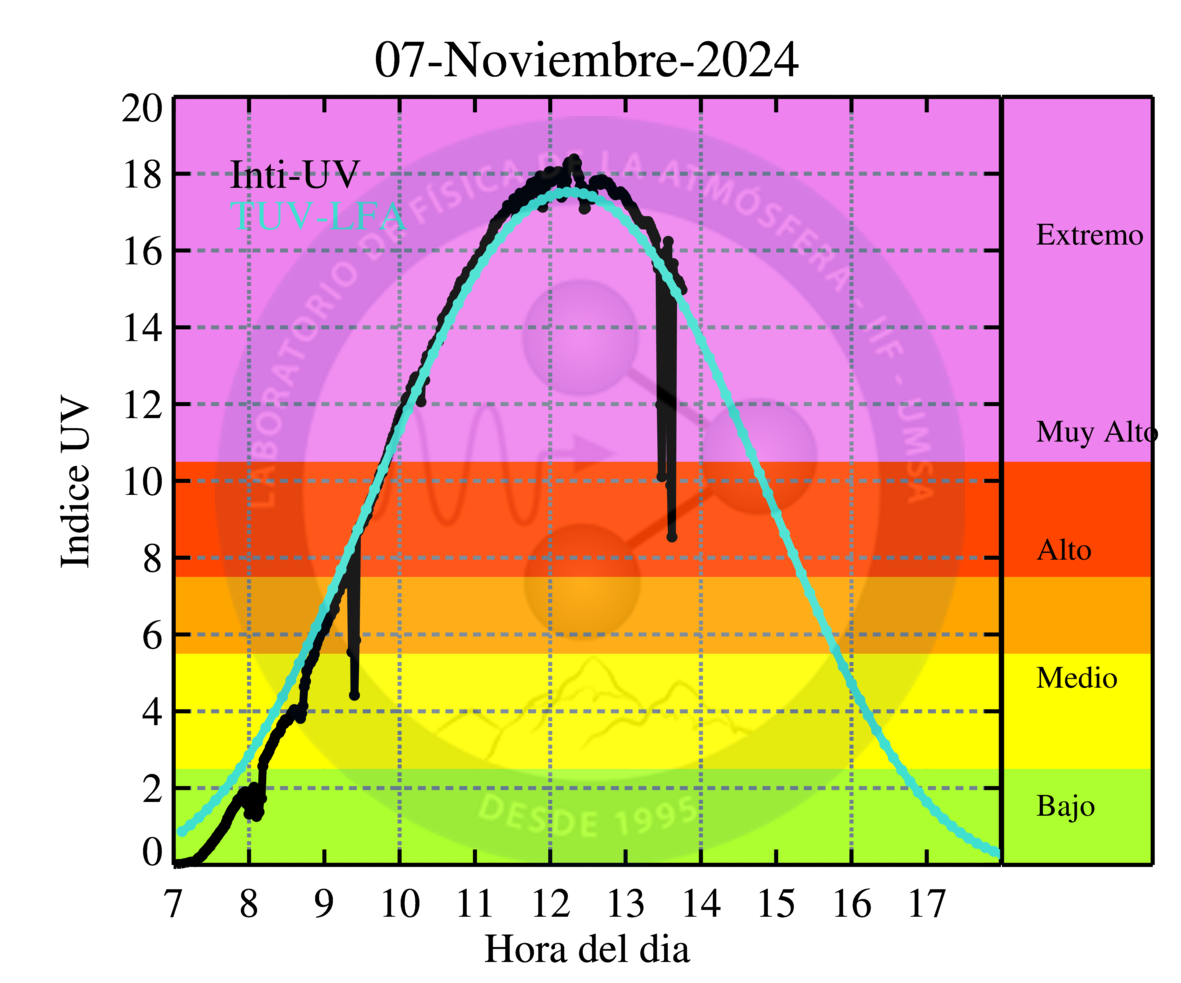 07-Noviembre-2024
20
18
16
14
12
10
8
6
4
2
0
Indice UV
Inti-UV
TUV-LFA
LABORATORIO DE FÍSICA DE LA ATMÓSFERA - IIF - UMSA
DESDE 1995
Extremo
Muy Alto
Alto
Medio
Bajo
7 8 9 10 11 12 13 14 15 16 17
Hora del dia